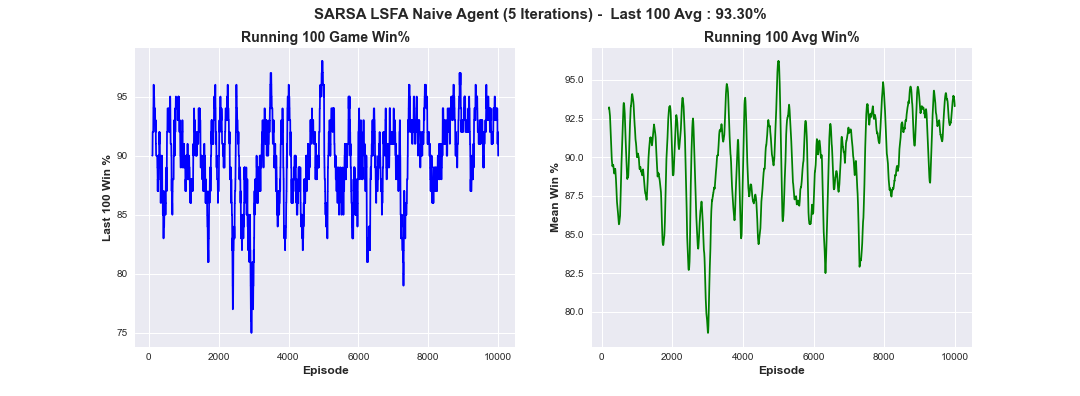 SARSA LSFA Naive Agent (5 Iterations) -  Last 100 Avg : 93.30%
Running 100 Game Win%
95
90
85
80
75
Last 100 Win %
0 2000 4000 6000 8000 10000
Episode
Running 100 Avg Win%
95.0
92.5
90.0
87.5
85.0
82.5
80.0
Mean Win %
0 2000 4000 6000 8000 10000
Episode